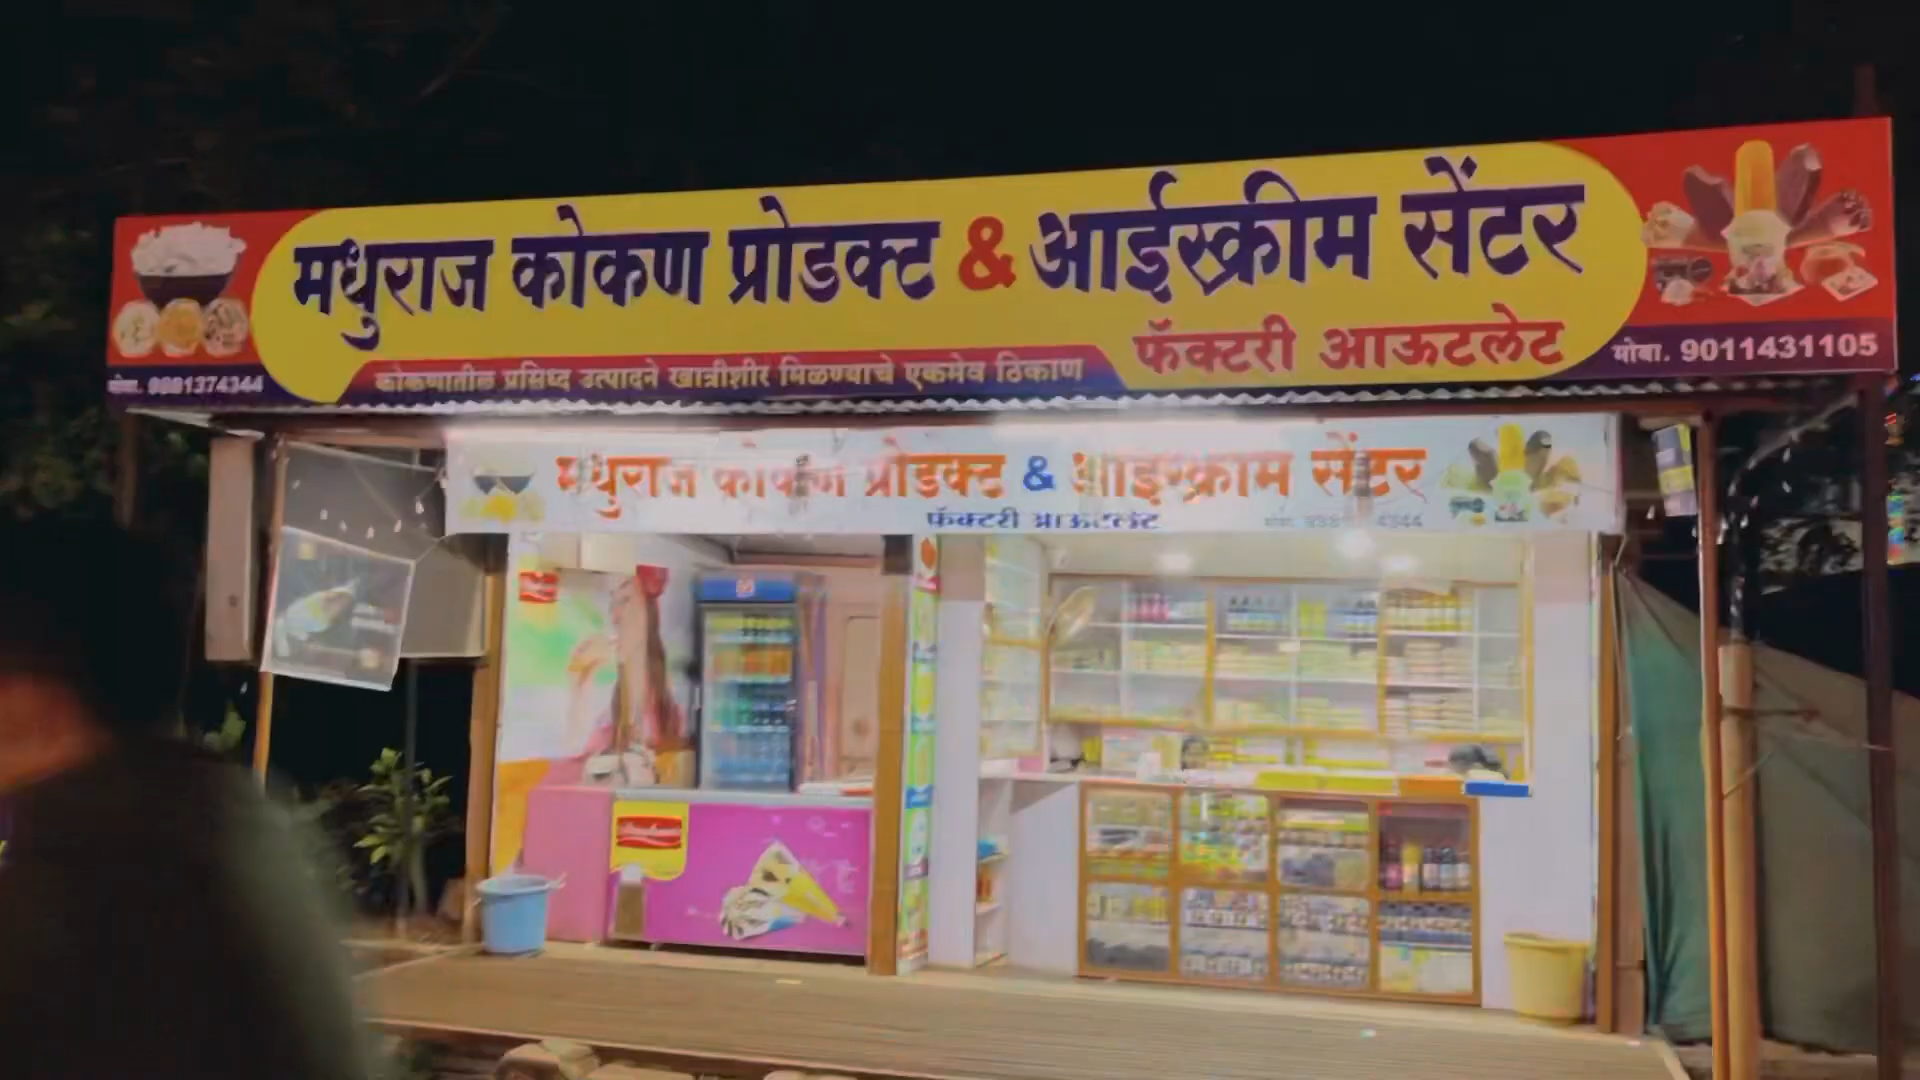 मधुराज कोकण प्रोडक्ट & आईस्क्रीम सेंटर
फॅक्टरी आऊटलेट
कोकणातील प्रसिध्द उत्पादने खात्रीशीर मिळण्याचे एकमेव ठिकाण
मोबा. 9881374344
मोबा. 9011431105
मधुराज कोकण प्रोडक्ट & आइस्क्रीम सेंटर
फॅक्टरी आऊटलेट